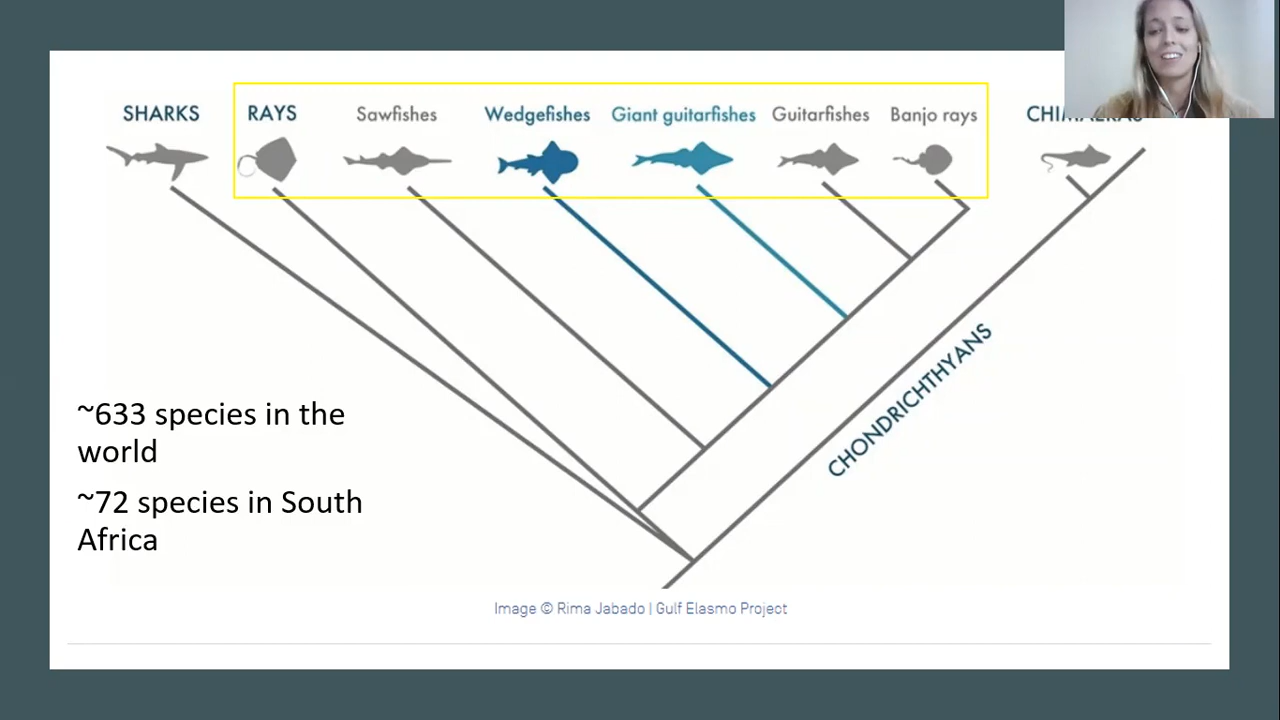 SHARKS RAYS Sawfishes Wedgefishes Giant guitarfishes Guitarfishes Banjo rays
CHONDRICHTHYANS
~633 species in the
world
~72 species in South
Africa
Image © Rima Jabado | Gulf Elasmo Project